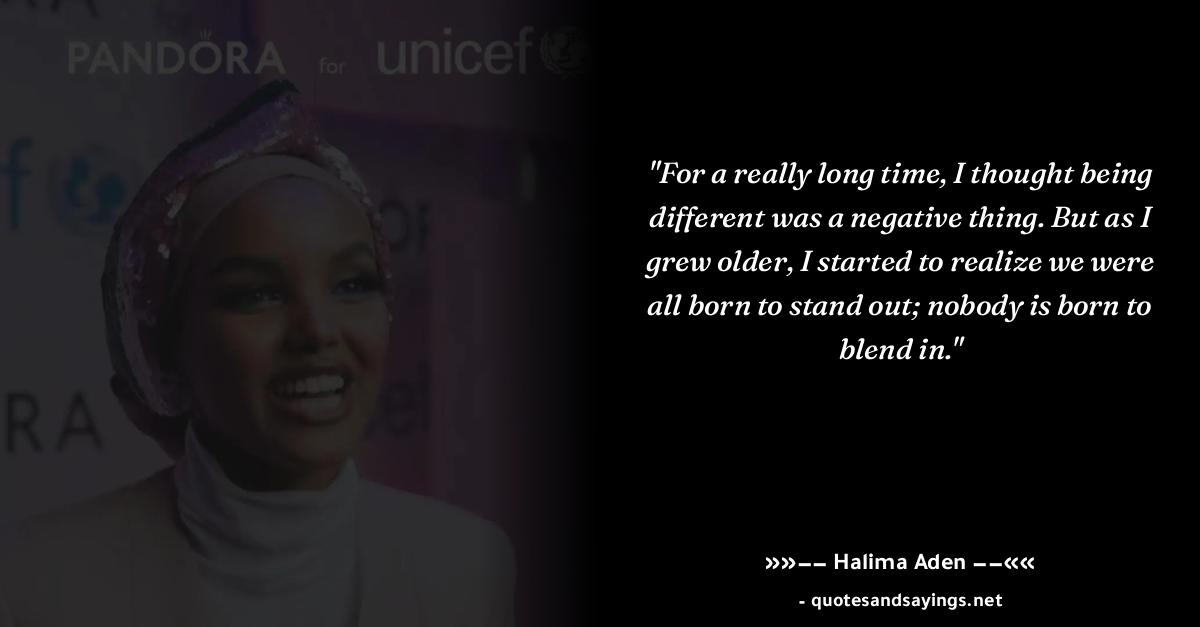 PANDORA for unicef
f
RA
"For a really long time, I thought being
different was a negative thing. But as I
grew older, I started to realize we were
all born to stand out; nobody is born to
blend in."
»»–– Halima Aden ––««
- quotesandsayings.net